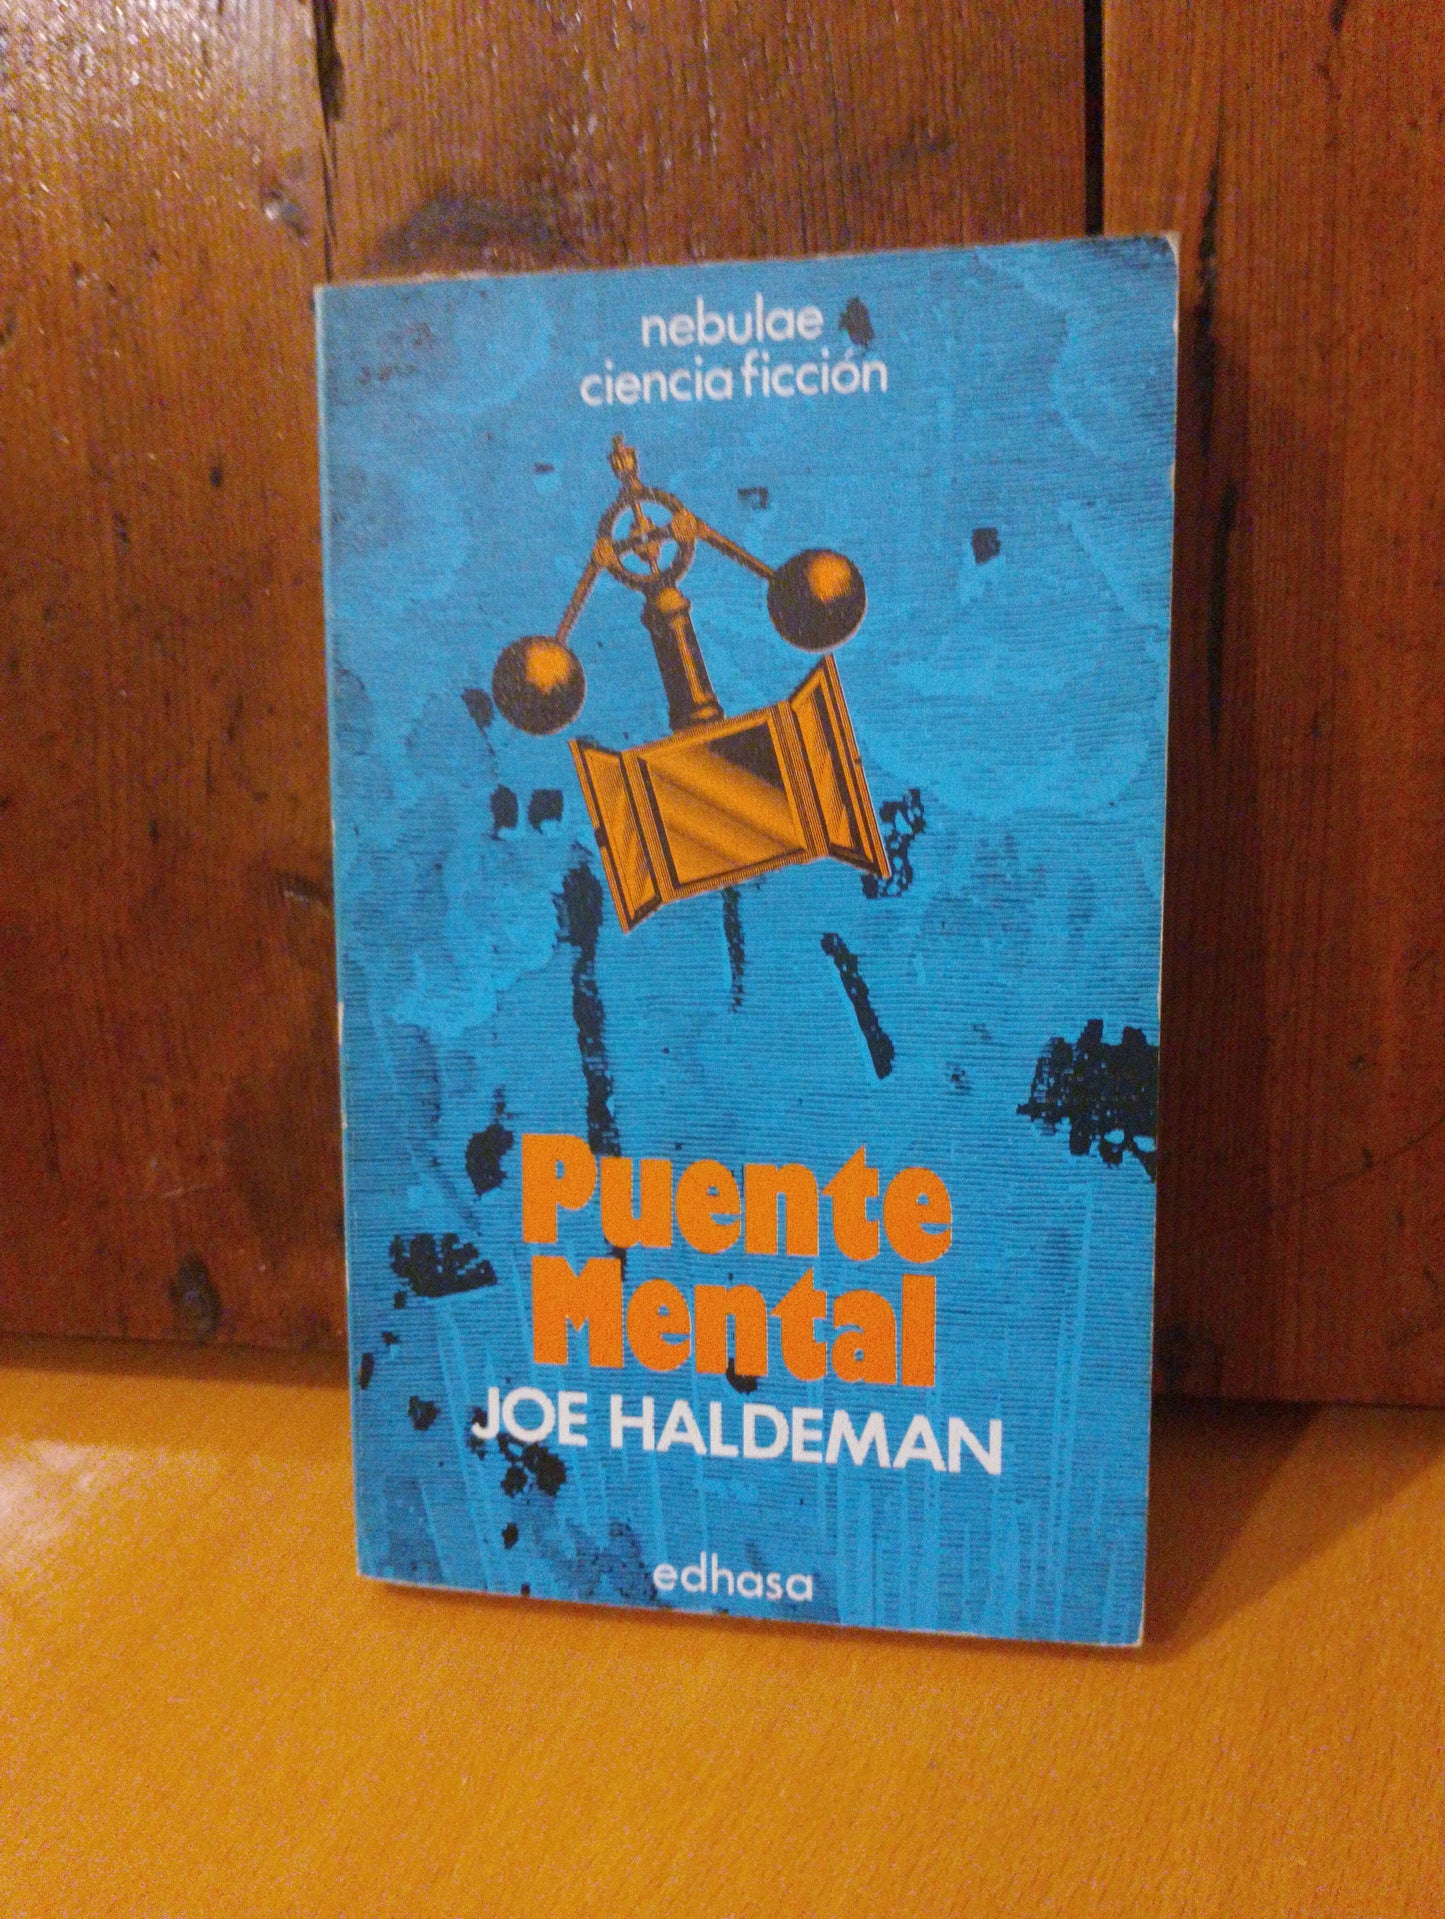 nebulae
ciencia ficción
Puente
Mental
JOE HALDEMAN
edhasa